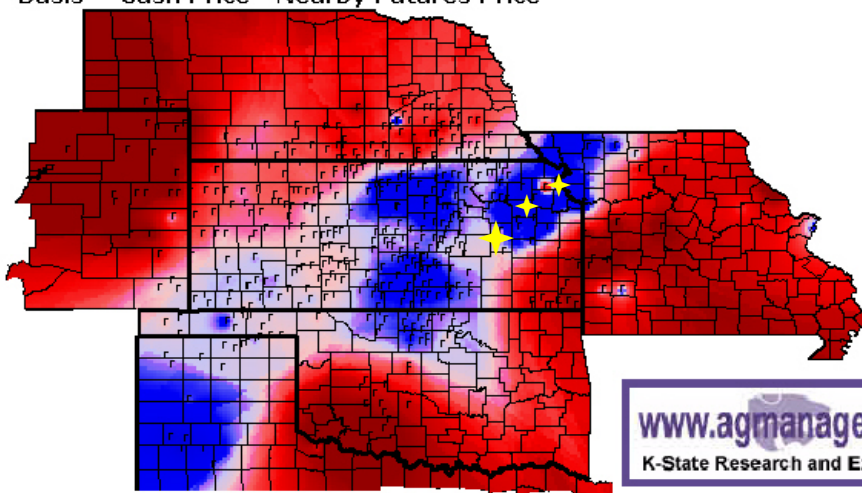 Basis = Cash Price - Nearby Futures Price
www.agmanage
K-State Research and E